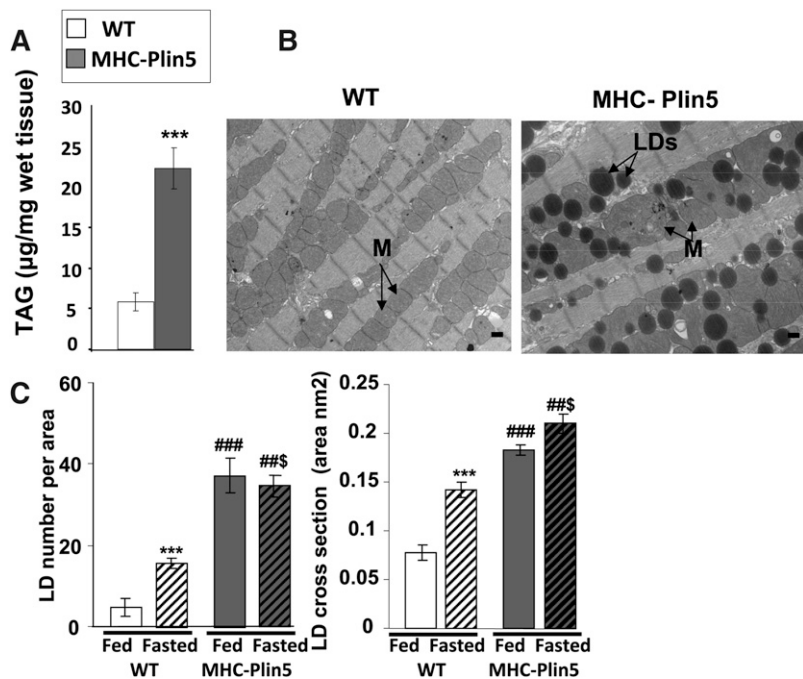 A
WT
MHC-Plin5
TAG (µg/mg wet tissue)
30
25
20
15
10
5
0
***
B
WT
M
MHC- Plin5
LDs
M
C
LD number per area
60
40
20
0
***
###
##$
Fed Fasted Fed Fasted
WT MHC-Plin5
LD cross section (area nm2)
0.25
0.2
0.15
0.1
0.05
0
***
###
##$
Fed Fasted Fed Fasted
WT MHC-Plin5